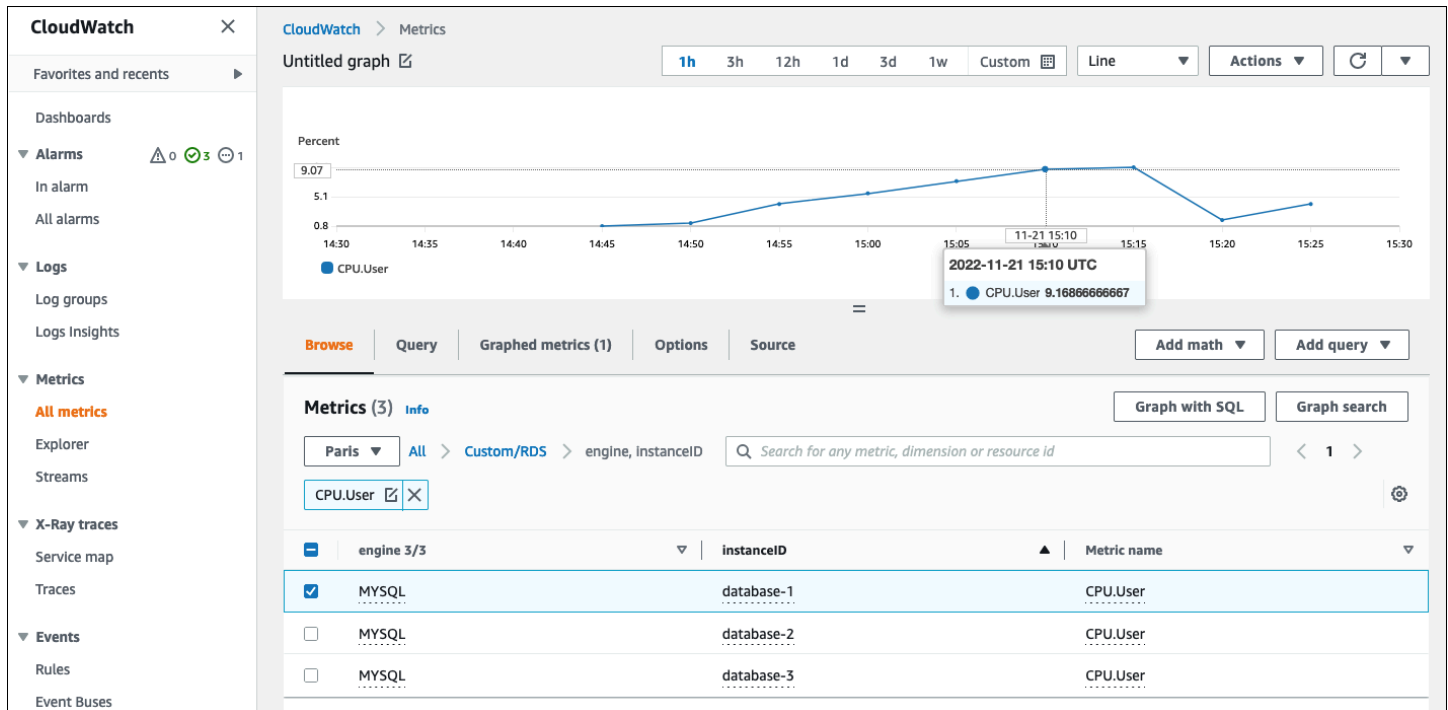 CloudWatch
Favorites and recents
Dashboards
Alarms 0 3 1
In alarm
All alarms
Logs
Log groups
Logs Insights
Metrics
All metrics
Explorer
Streams
X-Ray traces
Service map
Traces
Events
Rules
Event Buses
CloudWatch > Metrics
Untitled graph
1h 3h 12h 1d 3d 1w Custom
Line
Actions
Percent
9.07
5.1
0.8
14:30 14:35 14:40 14:45 14:50 14:55 15:00 15:05 15:10 15:15 15:20 15:25 15:30
11-21 15:10
CPU.User
2022-11-21 15:10 UTC
1. CPU.User 9.16866666667
Browse Query Graphed metrics (1) Options Source
Add math Add query
Metrics (3) Info
Graph with SQL Graph search
Paris All > Custom/RDS > engine, instanceID
Search for any metric, dimension or resource id
< 1 >
CPU.User
engine 3/3 instanceID Metric name
MYSQL database-1 CPU.User
MYSQL database-2 CPU.User
MYSQL database-3 CPU.User